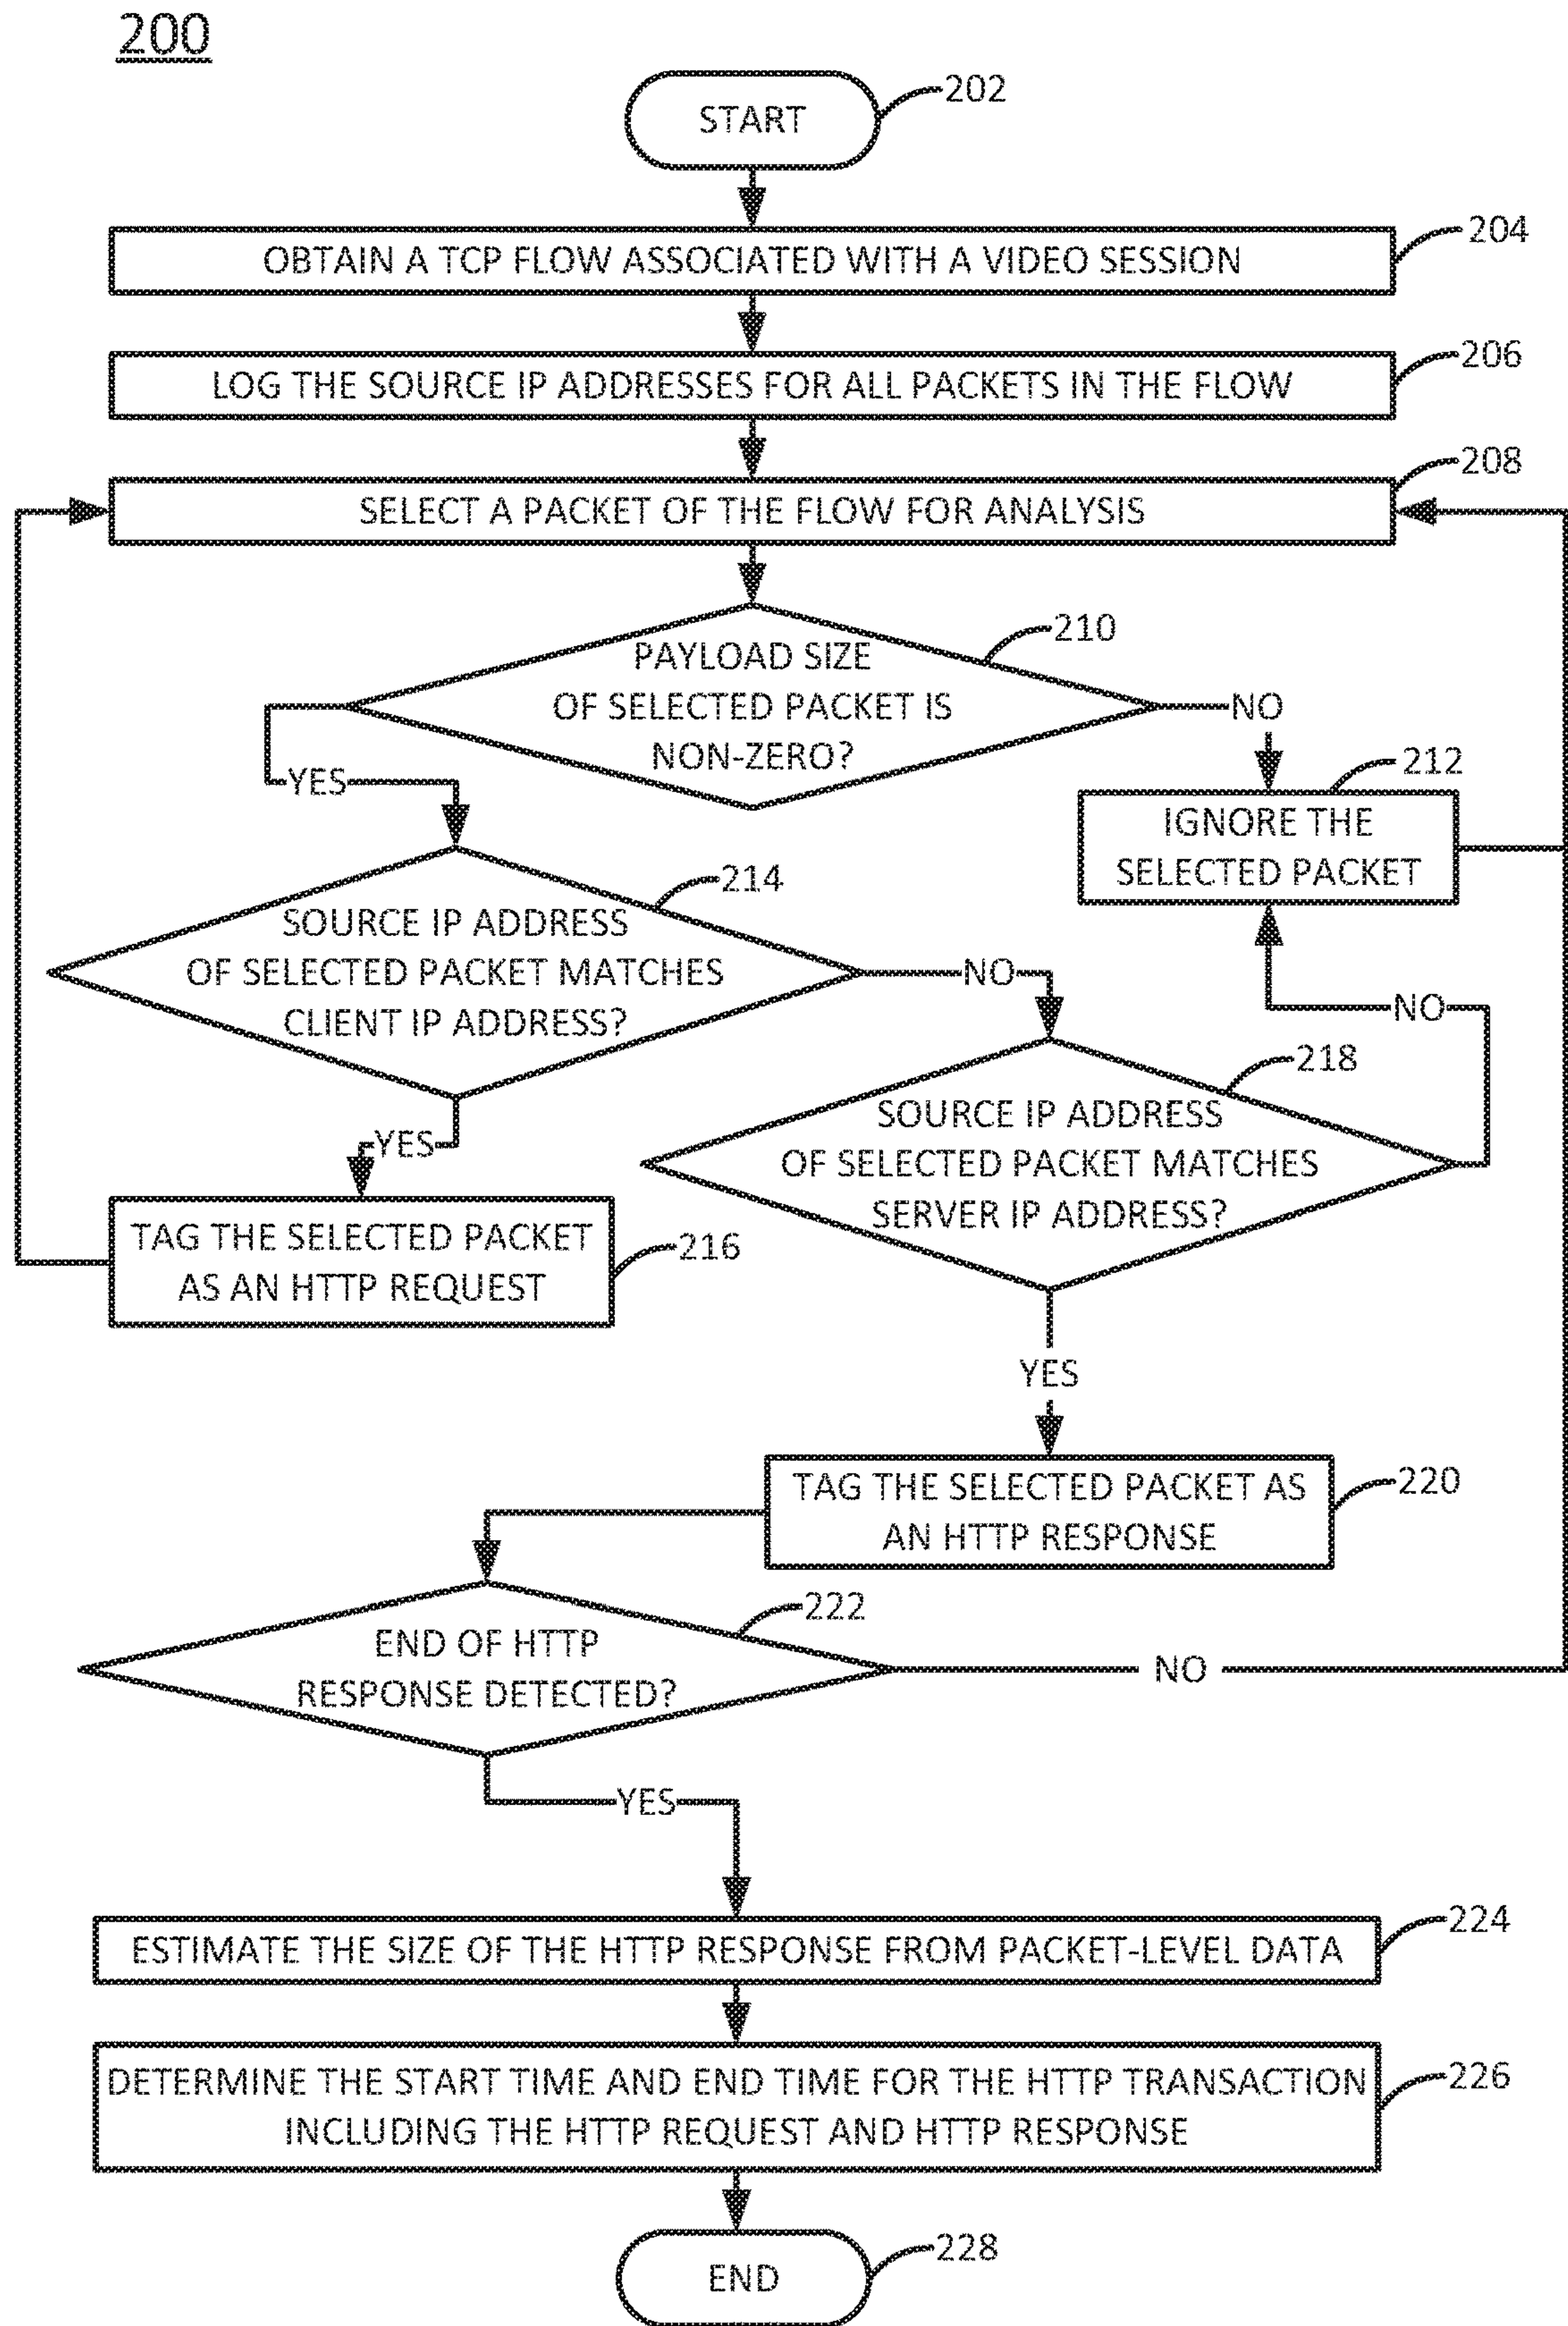 200
START
202
OBTAIN A TCP FLOW ASSOCIATED WITH A VIDEO SESSION
204
LOG THE SOURCE IP ADDRESSES FOR ALL PACKETS IN THE FLOW
206
SELECT A PACKET OF THE FLOW FOR ANALYSIS
208
PAYLOAD SIZE
OF SELECTED PACKET IS
NON-ZERO?
210
NO
YES
IGNORE THE
SELECTED PACKET
212
SOURCE IP ADDRESS
OF SELECTED PACKET MATCHES
CLIENT IP ADDRESS?
214
NO
YES
NO
TAG THE SELECTED PACKET
AS AN HTTP REQUEST
216
SOURCE IP ADDRESS
OF SELECTED PACKET MATCHES
SERVER IP ADDRESS?
218
YES
TAG THE SELECTED PACKET AS
AN HTTP RESPONSE
220
END OF HTTP
RESPONSE DETECTED?
222
NO
YES
ESTIMATE THE SIZE OF THE HTTP RESPONSE FROM PACKET-LEVEL DATA
224
DETERMINE THE START TIME AND END TIME FOR THE HTTP TRANSACTION
INCLUDING THE HTTP REQUEST AND HTTP RESPONSE
226
END
228